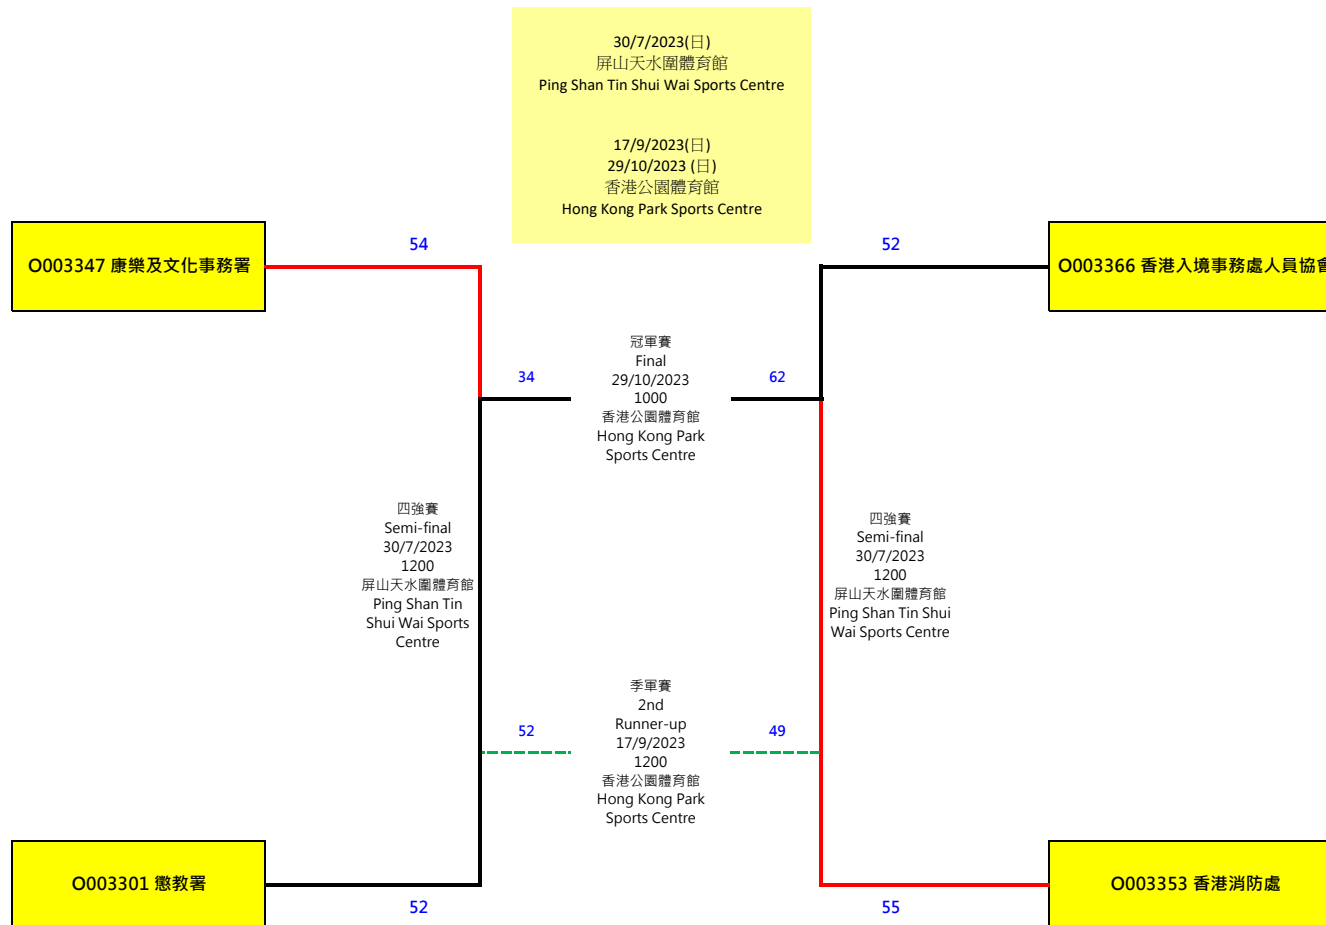 30/7/2023(日)
屏山天水圍體育館
Ping Shan Tin Shui Wai Sports Centre
17/9/2023(日)
29/10/2023 (日)
香港公園體育館
Hong Kong Park Sports Centre
54
52
O003347 康樂及文化事務署
O003366 香港入境事務處人員協會
冠軍賽
Final
29/10/2023
1000
香港公園體育館
Hong Kong Park
Sports Centre
34
62
四強賽
Semi-final
30/7/2023
1200
屏山天水圍體育館
Ping Shan Tin
Shui Wai Sports
Centre
四強賽
Semi-final
30/7/2023
1200
屏山天水圍體育館
Ping Shan Tin Shui
Wai Sports Centre
季軍賽
2nd
Runner-up
17/9/2023
1200
香港公園體育館
Hong Kong Park
Sports Centre
52
49
O003301 懲教署
O003353 香港消防處
52
55